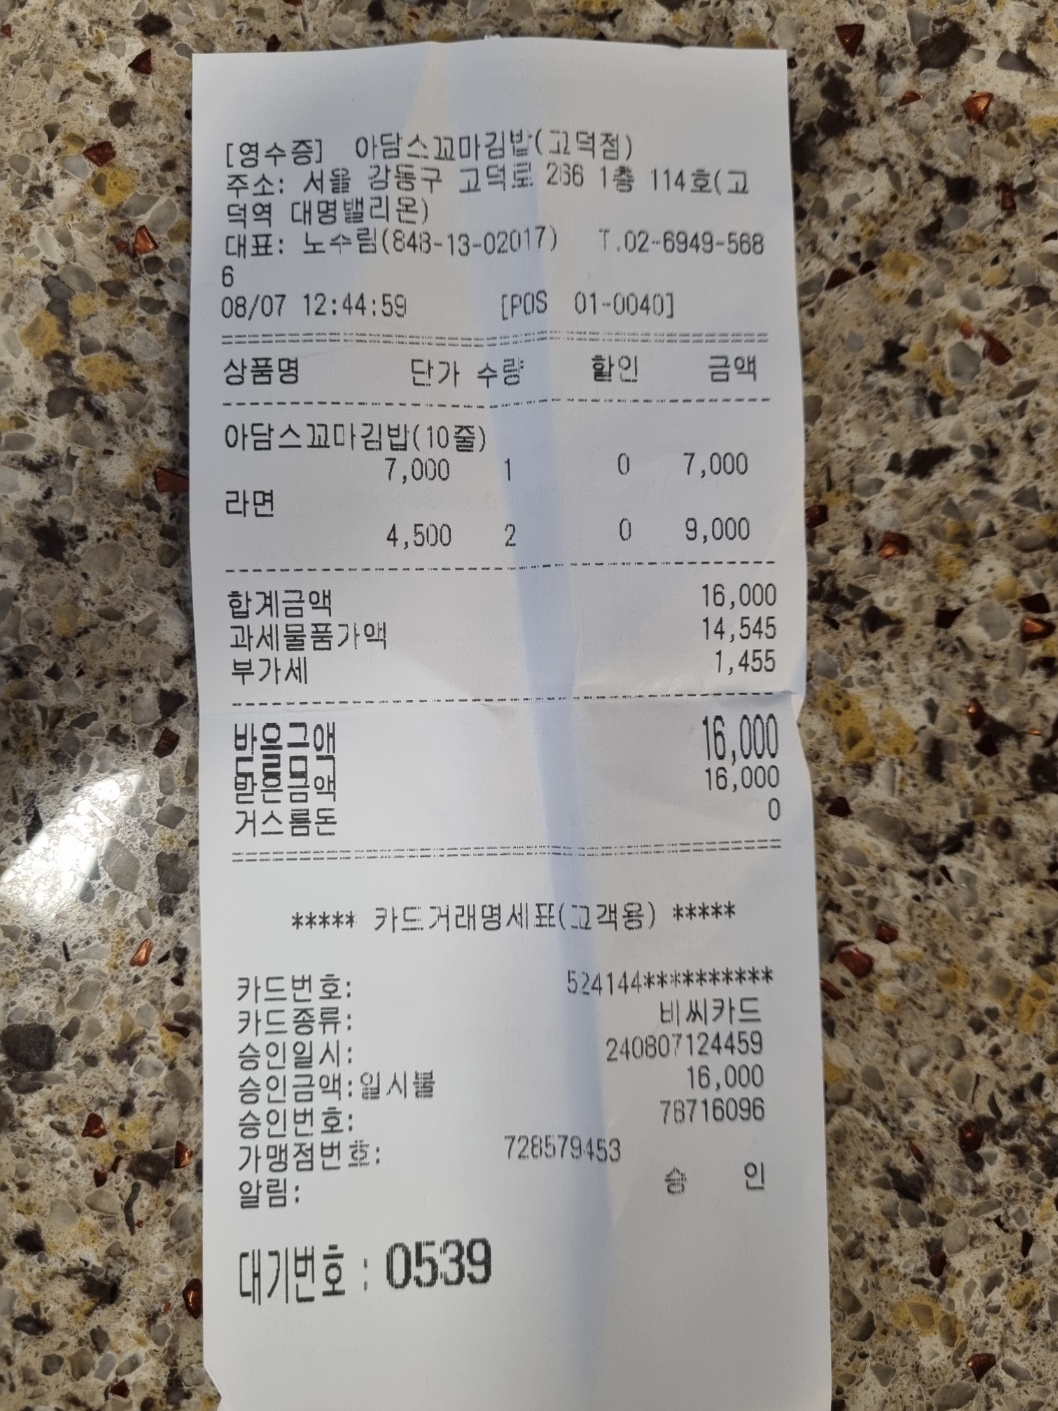 [영수증] 아담스꼬마김밥(고덕점)
주소: 서울 강동구 고덕로 266 1층 114호(고
덕역 대명밸리온)
대표: 노수림(848-13-02017) T.02-6949-568
6
08/07 12:44:59 [POS 01-0040]
상품명 단가 수량 할인 금액
아담스꼬마김밥(10줄)
7,000 1 0 7,000
라면
4,500 2 0 9,000
합계금액 16,000
과세물품가액 14,545
부가세 1,455
받을금액 16,000
받은금액 16,000
거스름돈 0
***** 카드거래명세표(고객용) *****
카드번호: 524144**********
카드종류: 비씨카드
승인일시: 240807124459
승인금액:일시불 16,000
승인번호: 78716096
가맹점번호: 728579453
알림: 승 인
대기번호 : 0539